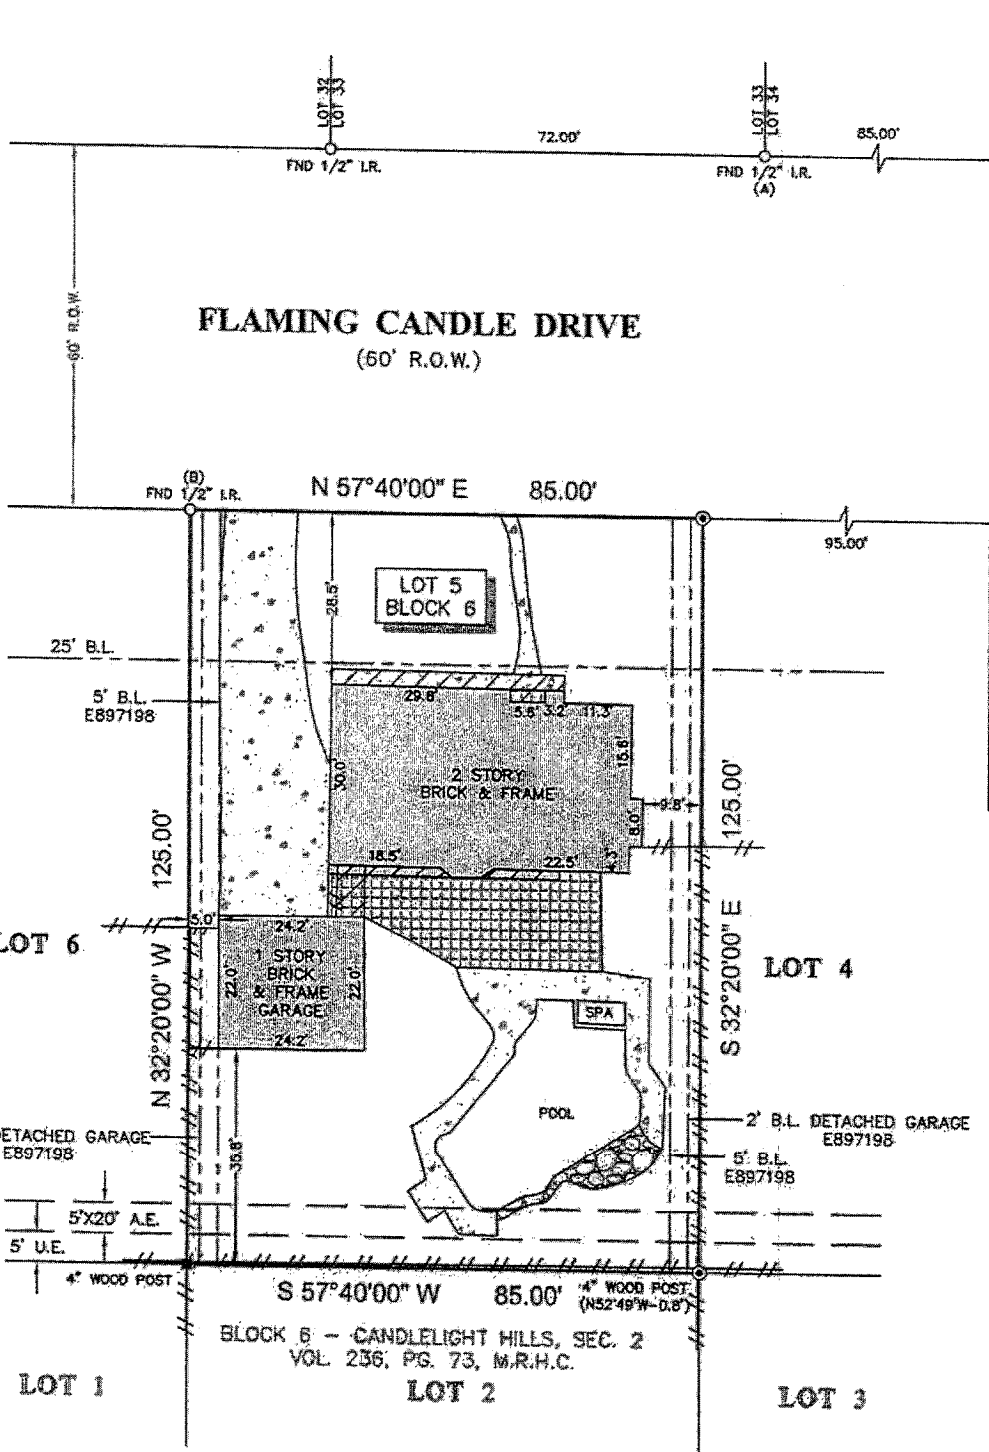 LOT 32
LOT 33
LOT 33
LOT 34
72.00'
85.00'
FND 1/2" I.R.
FND 1/2" I.R.
(A)
60' R.O.W.
FLAMING CANDLE DRIVE
(60' R.O.W.)
(B)
FND 1/2" I.R.
N 57°40'00" E 85.00'
95.00'
28.5'
LOT 5
BLOCK 6
25' B.L.
5' B.L.
E897198
29.8'
5.6' 3.2' 11.3'
30.0'
15.6'
2 STORY
BRICK & FRAME
9.8'
8.0'
125.00'
125.00'
18.5'
22.5'
4.3'
5.0'
24.2'
LOT 6
1 STORY
BRICK
& FRAME
GARAGE
22.0'
22.0'
24.2'
LOT 4
N 32°20'00" W
S 32°20'00" E
SPA
POOL
2' B.L. DETACHED GARAGE
E897198
DETACHED GARAGE
E897198
5' B.L.
E897198
35.8'
5'X20' A.E.
5' U.E.
4" WOOD POST
S 57°40'00" W 85.00'
4" WOOD POST
(N52°49'W-0.8')
BLOCK 6 - CANDLELIGHT HILLS, SEC. 2
VOL. 236, PG. 73, M.R.H.C.
LOT 1
LOT 2
LOT 3